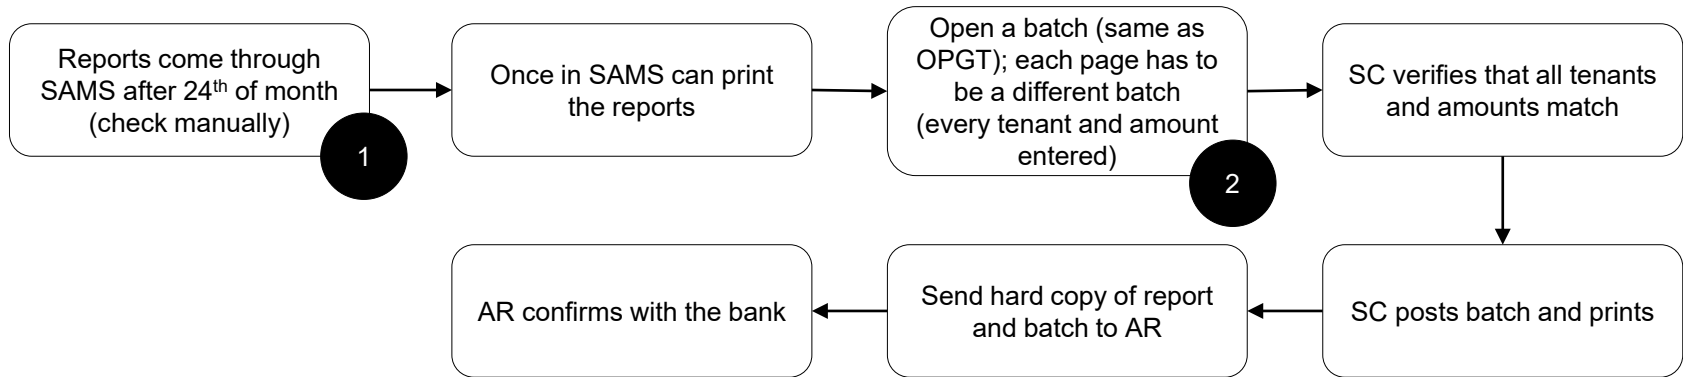 Reports come through
SAMS after 24th of month
(check manually)
1
Once in SAMS can print
the reports
Open a batch (same as
OPGT); each page has to
be a different batch
(every tenant and amount
entered)
2
SC verifies that all tenants
and amounts match
SC posts batch and prints
Send hard copy of report
and batch to AR
AR confirms with the bank